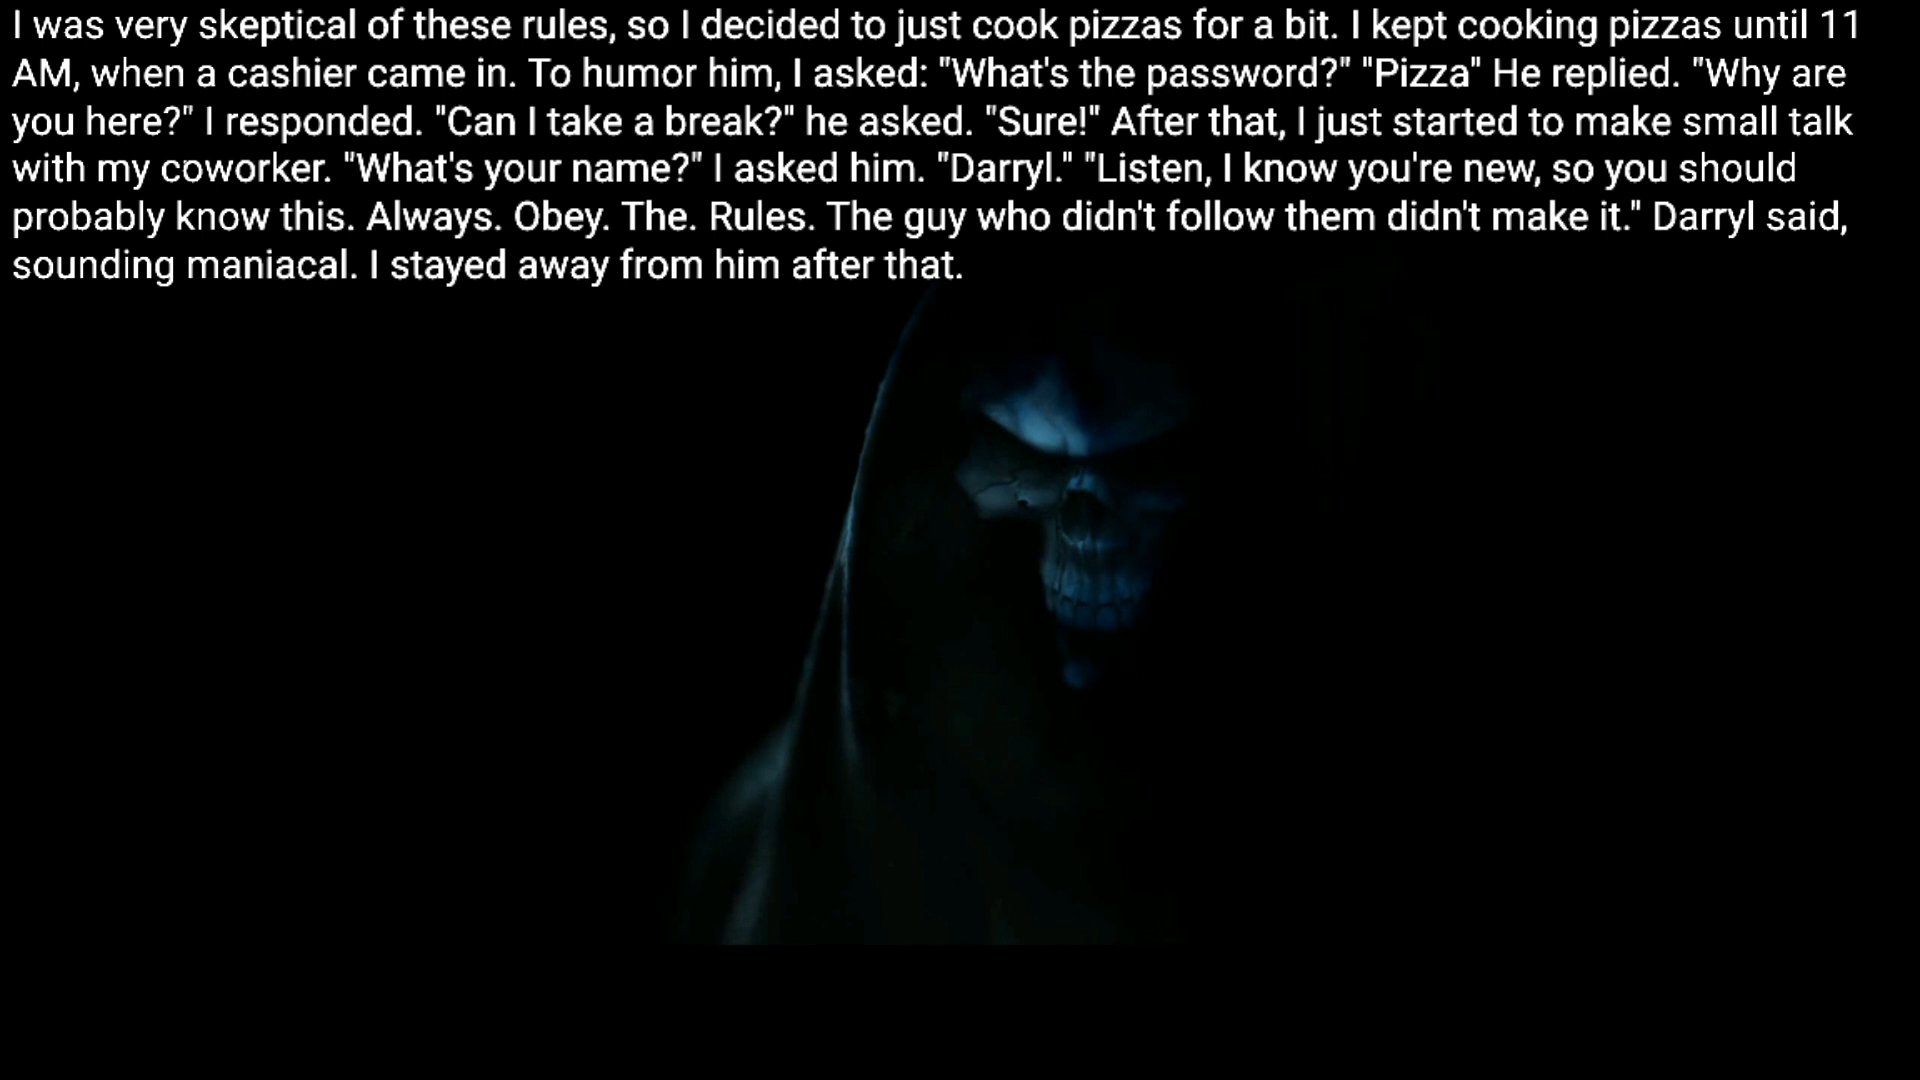 I was very skeptical of these rules, so I decided to just cook pizzas for a bit. I kept cooking pizzas until 11
AM, when a cashier came in. To humor him, I asked: "What's the password?" "Pizza" He replied. "Why are
you here?" I responded. "Can I take a break?" he asked. "Sure!" After that, I just started to make small talk
with my coworker. "What's your name?" I asked him. "Darryl." "Listen, I know you're new, so you should
probably know this. Always. Obey. The. Rules. The guy who didn't follow them didn't make it." Darryl said,
sounding maniacal. I stayed away from him after that.